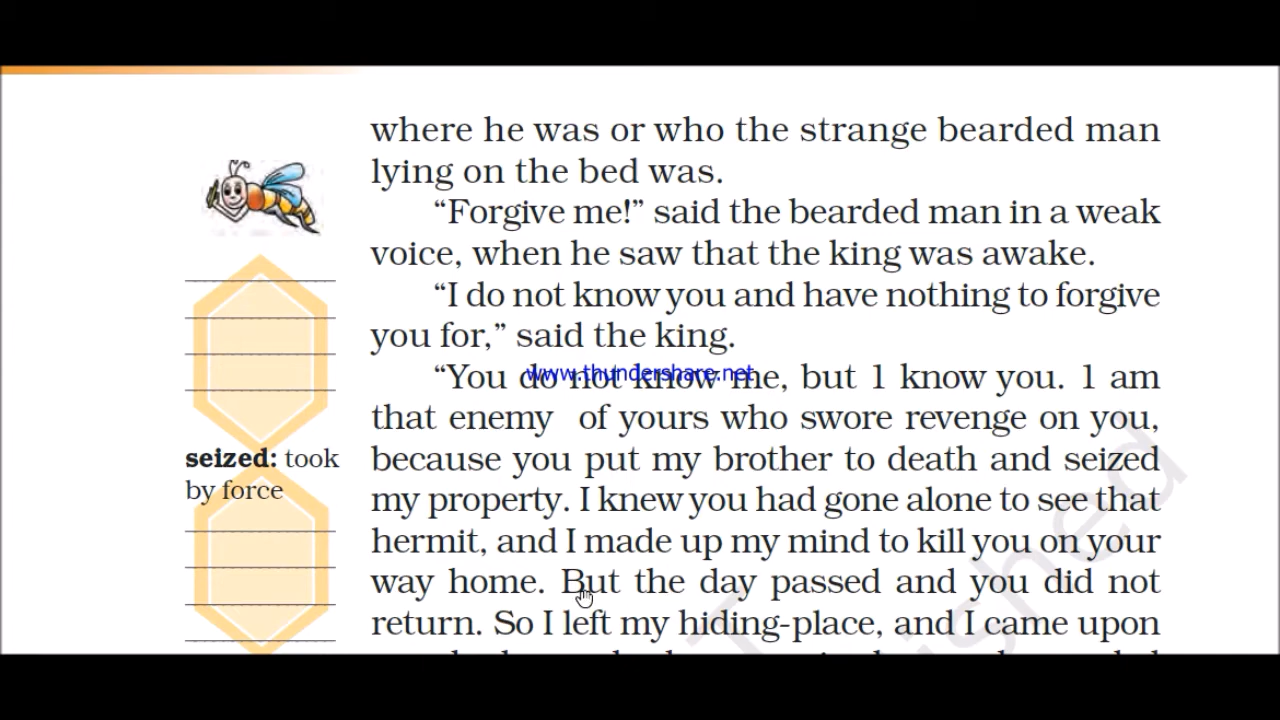 where he was or who the strange bearded man
lying on the bed was.
“Forgive me!” said the bearded man in a weak
voice, when he saw that the king was awake.
“I do not know you and have nothing to forgive
you for,” said the king.
www.thundershare.net
“You do not know me, but 1 know you. 1 am
that enemy of yours who swore revenge on you,
because you put my brother to death and seized
my property. I knew you had gone alone to see that
hermit, and I made up my mind to kill you on your
way home. But the day passed and you did not
return. So I left my hiding-place, and I came upon
seized: took
by force